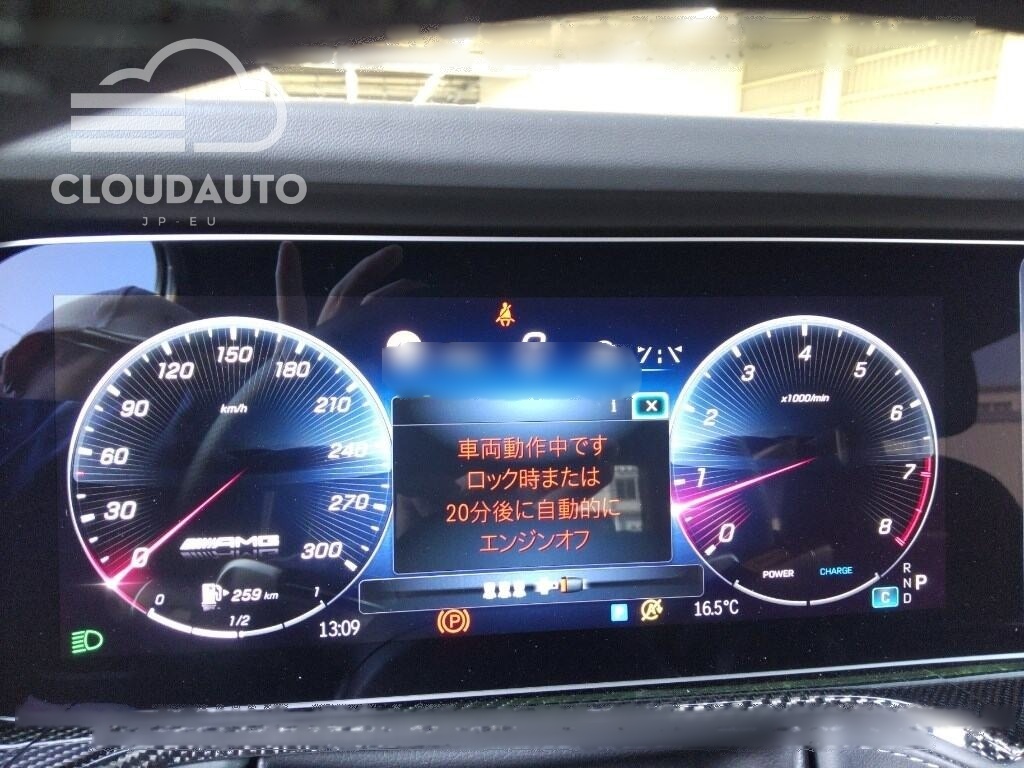 CLOUDAUTO
JP-EU
150
120
180
90
km/h
210
60
240
30
270
0
AMG
300
0
259 km
1
1/2
13:09
i
X
車両動作中です
ロック時または
20分後に自動的に
エンジンオフ
P
P
A
16.5°C
4
3
5
x1000/min
2
6
1
7
0
8
POWER
CHARGE
R
N
D
P
C